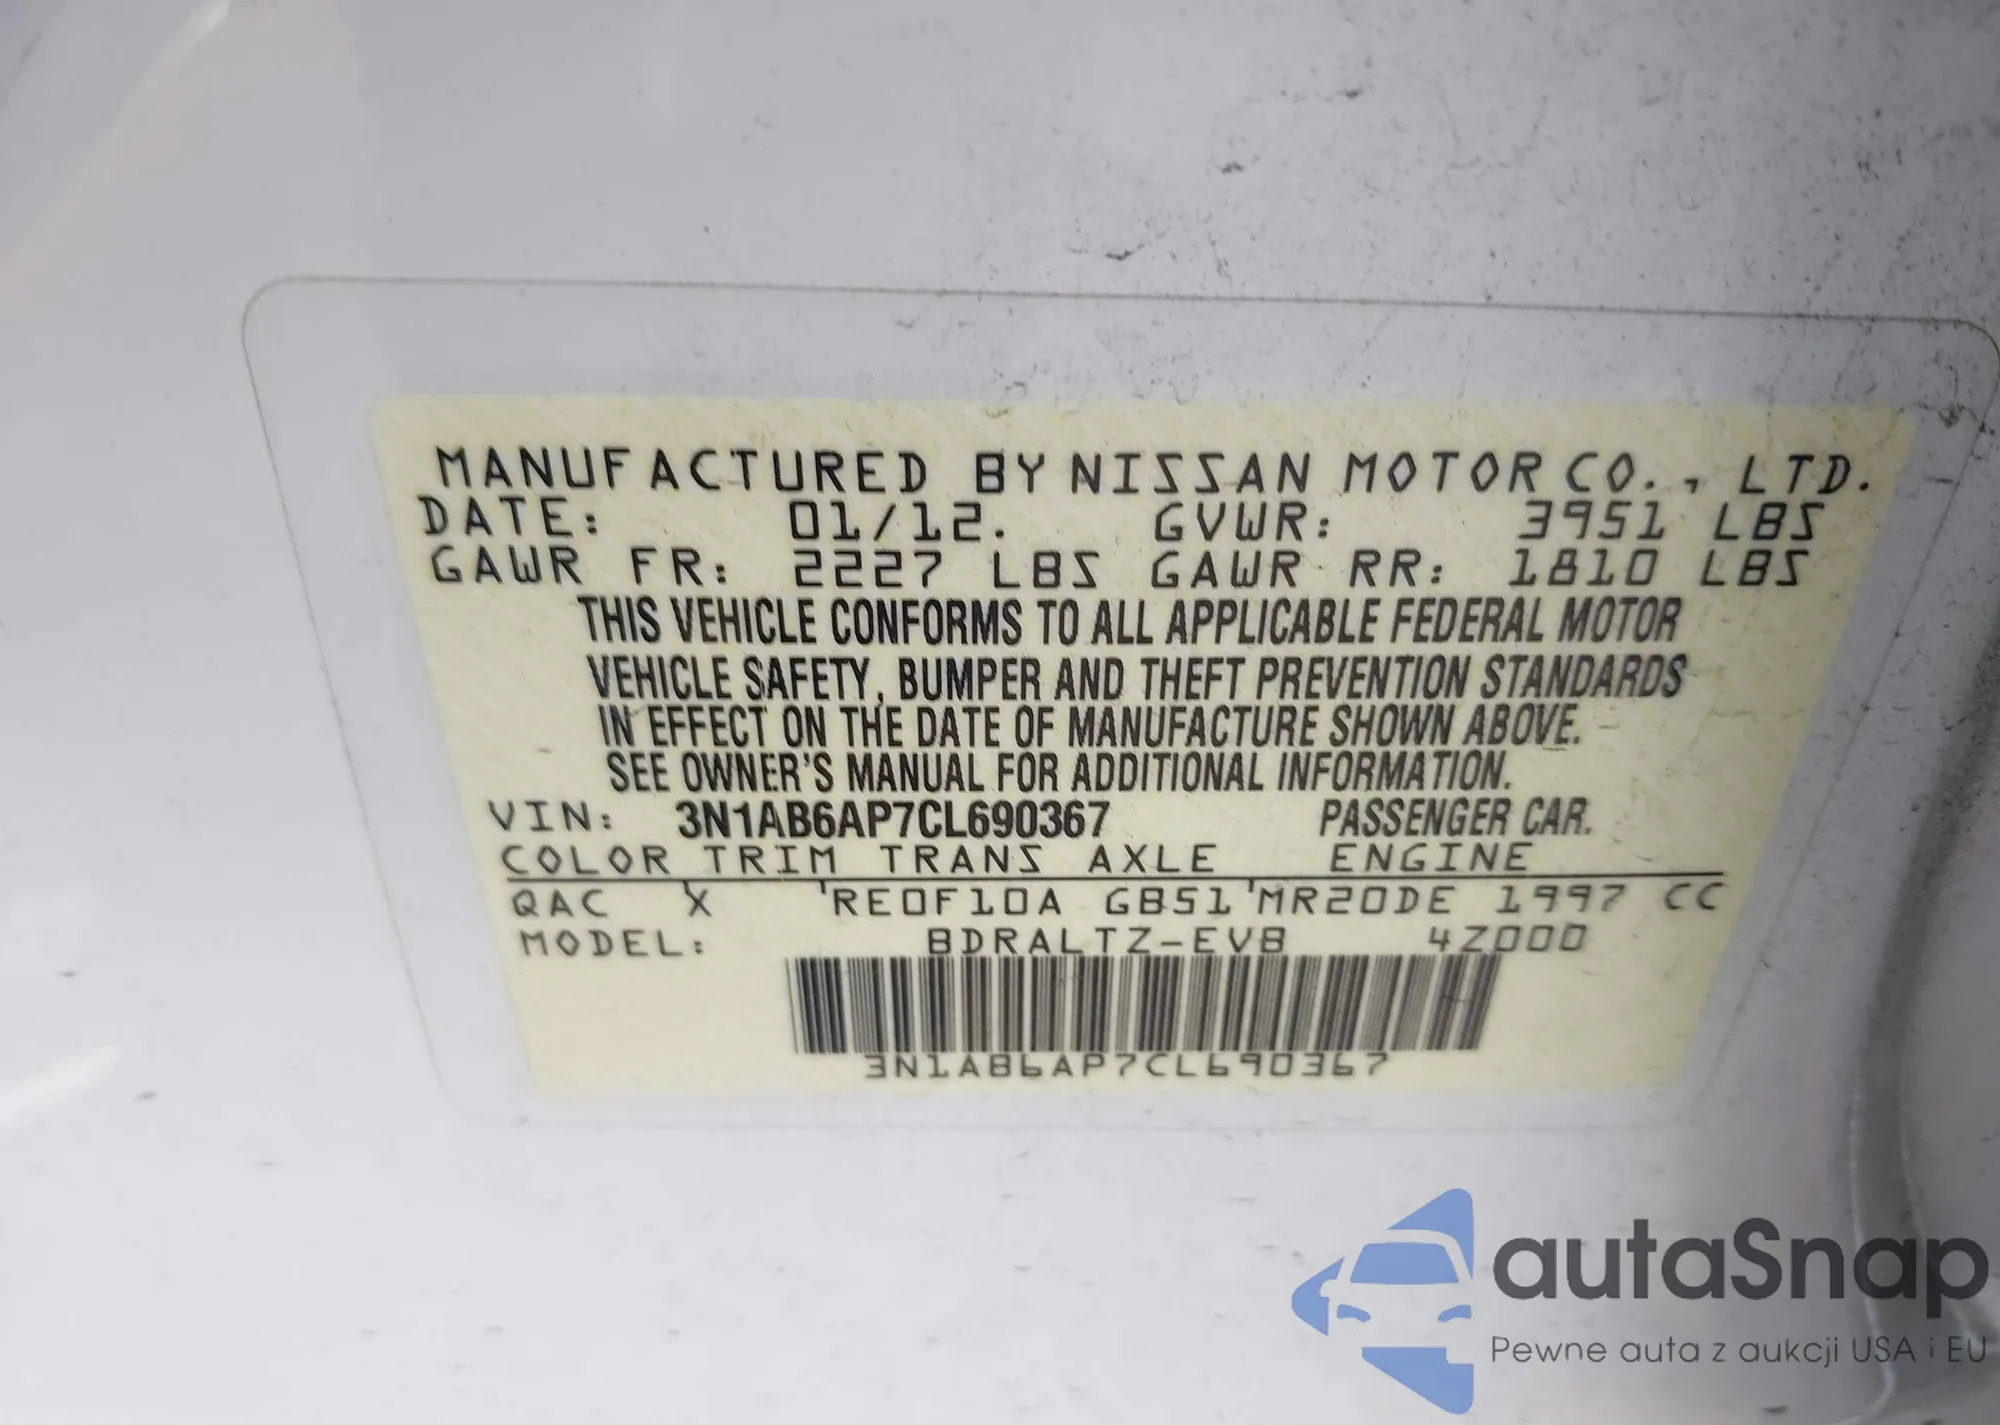 MANUFACTURED BY NISSAN MOTOR CO., LTD.
DATE: 01/12. GVWR: 3951 LBS
GAWR FR: 2227 LBS GAWR RR: 1810 LBS
THIS VEHICLE CONFORMS TO ALL APPLICABLE FEDERAL MOTOR
VEHICLE SAFETY, BUMPER AND THEFT PREVENTION STANDARDS
IN EFFECT ON THE DATE OF MANUFACTURE SHOWN ABOVE.
SEE OWNER'S MANUAL FOR ADDITIONAL INFORMATION.
VIN: 3N1AB6AP7CL690367 PASSENGER CAR.
COLOR TRIM TRANS AXLE ENGINE
QAC X RE0F10A GB51 MR20DE 1997 CC
MODEL: BDRALTZ-EVB 4Z000
3N1AB6AP7CL690367
autaSnap
Pewne auta z aukcji USA i EU